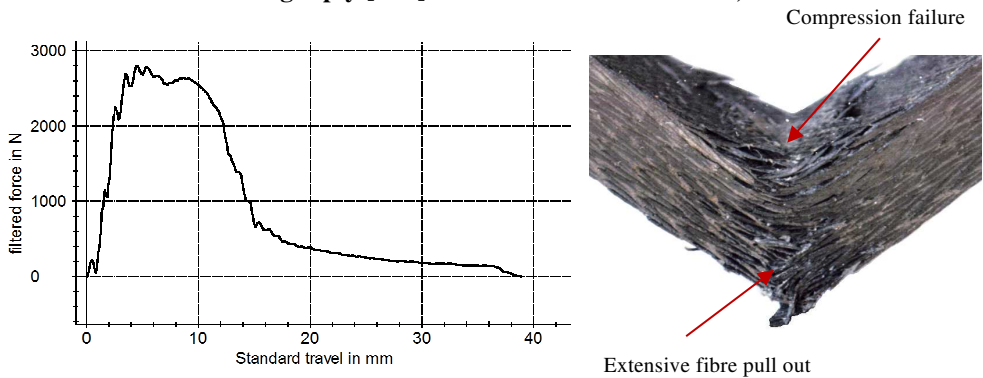 Compression failure
3000
2000
1000
0
filtered force in N
0 10 20 30 40
Standard travel in mm
Extensive fibre pull out